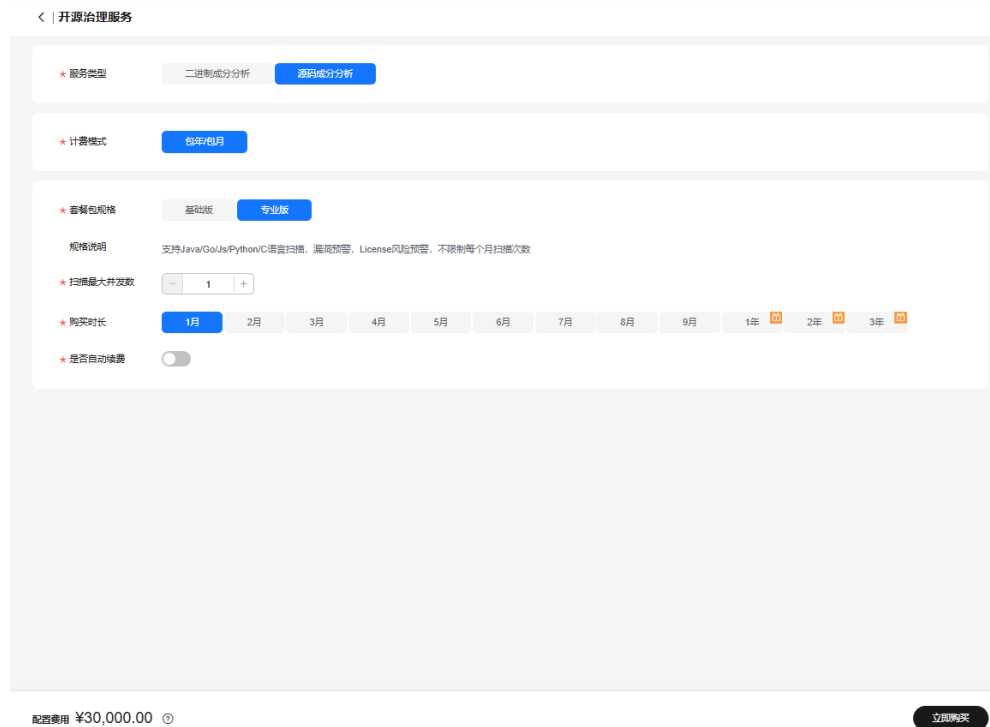 开源治理服务
* 服务类型 二进制成分分析 源码成分分析
* 计费模式 包年/包月
* 套餐包规格 基础版 专业版
规格说明 支持Java/Go/Js/Python/C语言扫描、漏洞预警，License风险预警，不限制每个月扫描次数
* 扫描最大并发数 − 1 +
* 购买时长 1月 2月 3月 4月 5月 6月 7月 8月 9月 1年 2年 3年
* 是否自动续费
配置费用 ¥30,000.00 立即购买